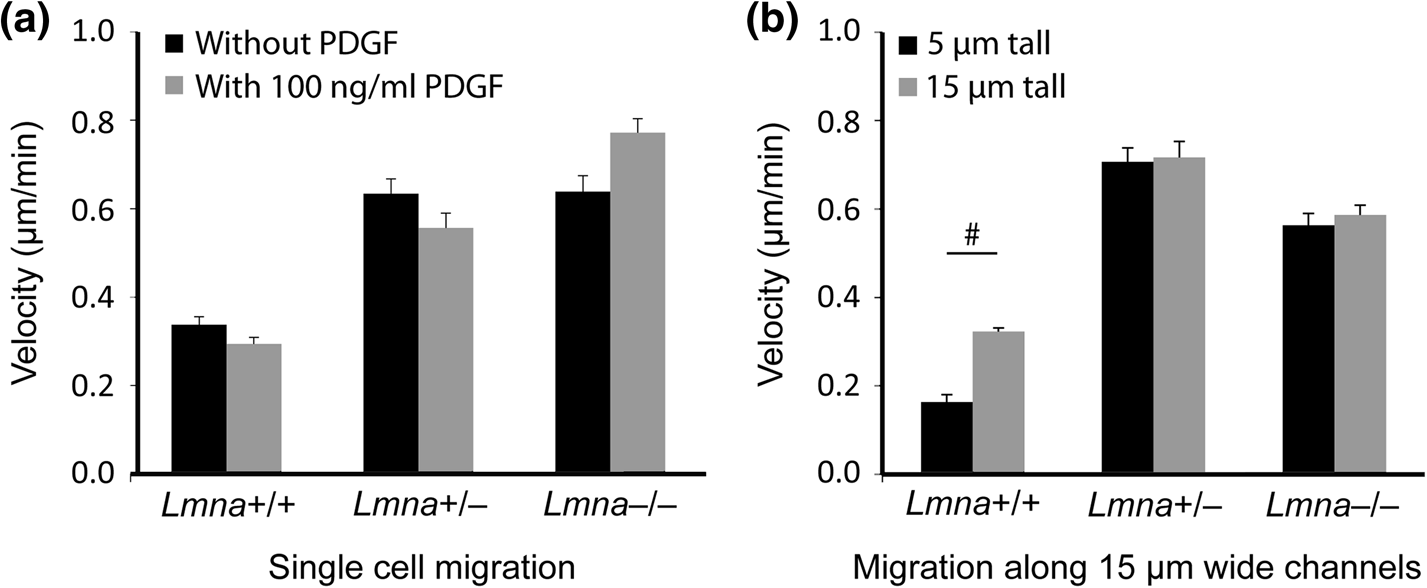 (a)
1.0
0.8
0.6
0.4
0.2
0.0
Velocity (µm/min)
Without PDGF
With 100 ng/ml PDGF
Lmna+/+ Lmna+/– Lmna–/–
Single cell migration
(b)
1.0
0.8
0.6
0.4
0.2
0.0
Velocity (µm/min)
5 µm tall
15 µm tall
#
Lmna+/+ Lmna+/– Lmna–/–
Migration along 15 µm wide channels